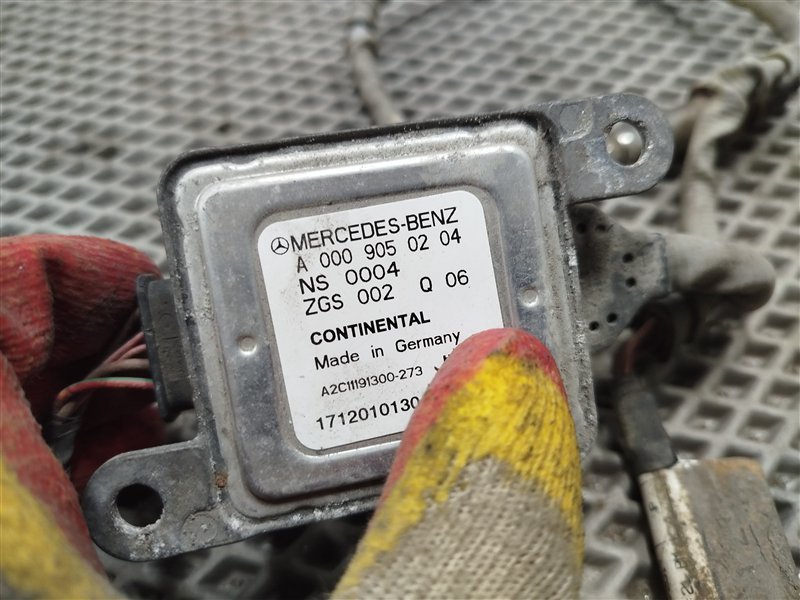 MERCEDES-BENZ
A 000 905 02 04
NS 0004
ZGS 002 Q 06
CONTINENTAL
Made in Germany
A2C11191300-273
1712010130